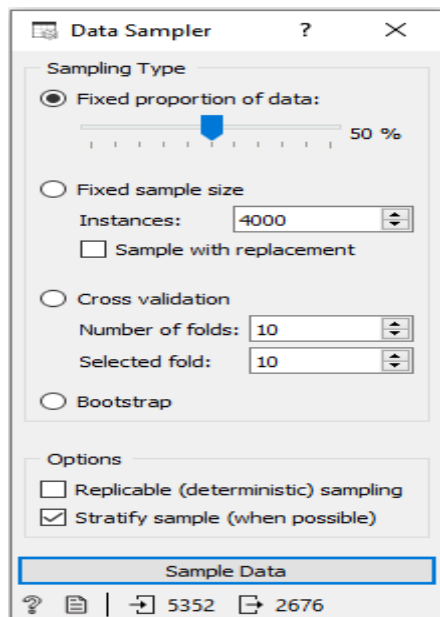 Data Sampler ?
Sampling Type
Fixed proportion of data:
50 %
Fixed sample size
Instances: 4000
Sample with replacement
Cross validation
Number of folds: 10
Selected fold: 10
Bootstrap
Options
Replicable (deterministic) sampling
Stratify sample (when possible)
Sample Data
? 5352 2676